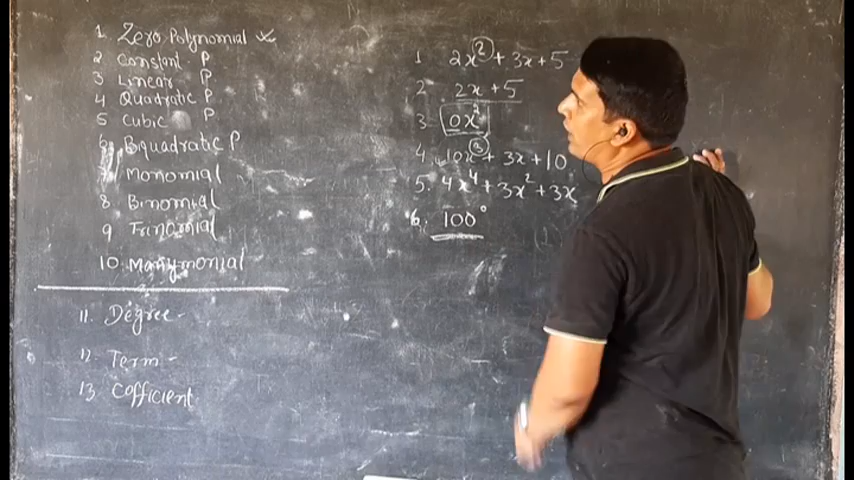 1. Zero Polynomial
2 Constant P
3 Linear P
4 Quadratic P
5 Cubic P
6. Bquadratic P
7. Monomial
8 Binomial
9 Trinomial
10. Manymonial
11. Degree-
12 Term -
13 Cofficient
1 2x² + 3x + 5
2. 2x + 5
3. 0x²
4. 10x³ + 3x + 10
5. 4x⁴ + 3x² + 3x
6. 100°